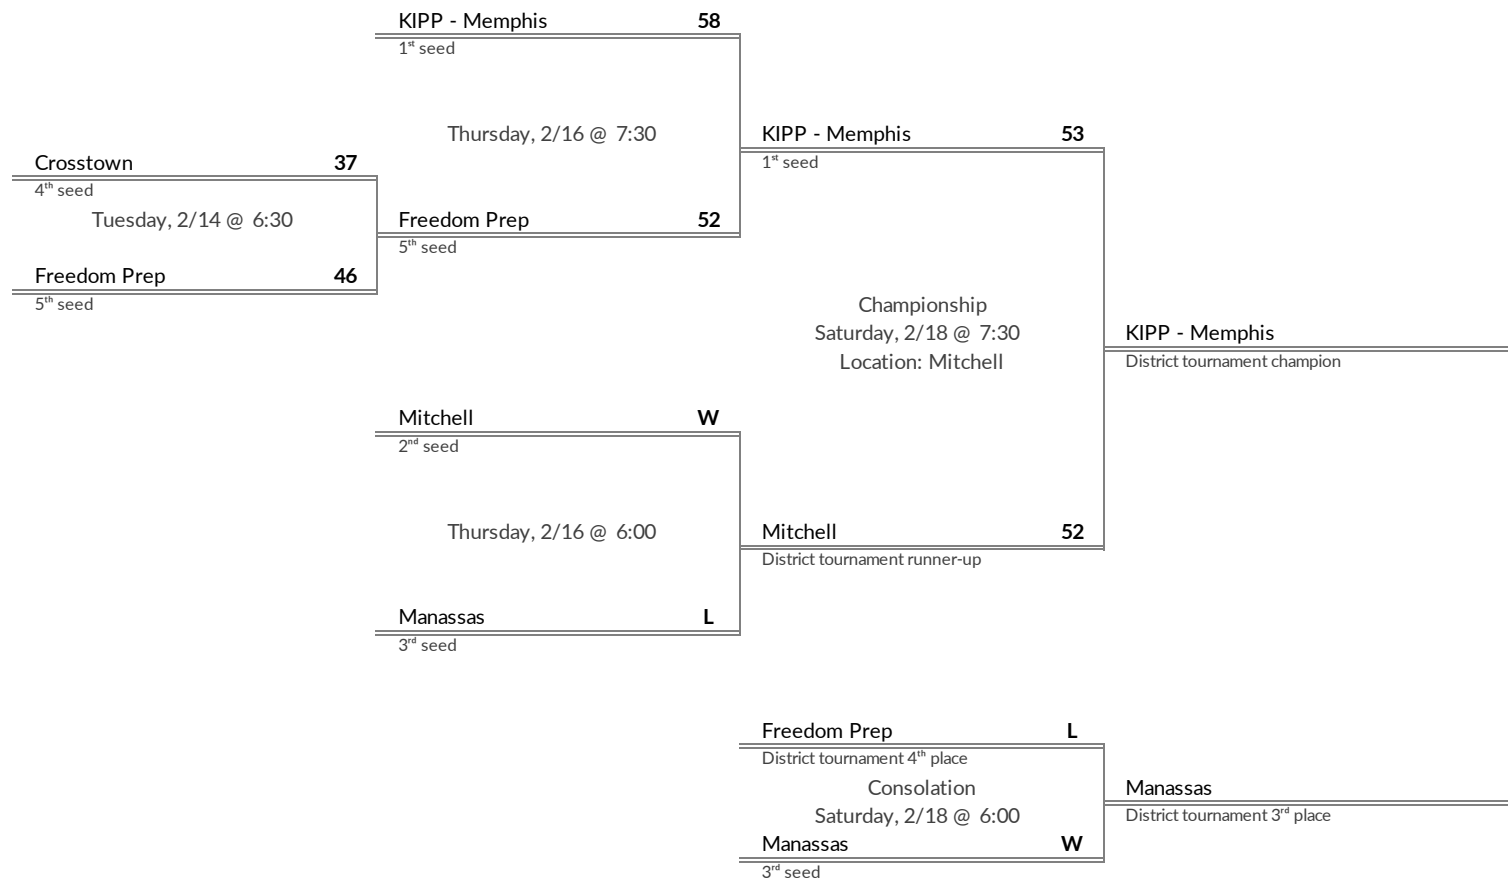 KIPP - Memphis 58
1st seed
Thursday, 2/16 @ 7:30
KIPP - Memphis 53
1st seed
Crosstown 37
4th seed
Tuesday, 2/14 @ 6:30
Freedom Prep 52
5th seed
Freedom Prep 46
5th seed
Championship
Saturday, 2/18 @ 7:30
Location: Mitchell
KIPP - Memphis
District tournament champion
Mitchell W
2nd seed
Thursday, 2/16 @ 6:00
Mitchell 52
District tournament runner-up
Manassas L
3rd seed
Freedom Prep L
District tournament 4th place
Consolation
Saturday, 2/18 @ 6:00
Manassas
District tournament 3rd place
Manassas W
3rd seed